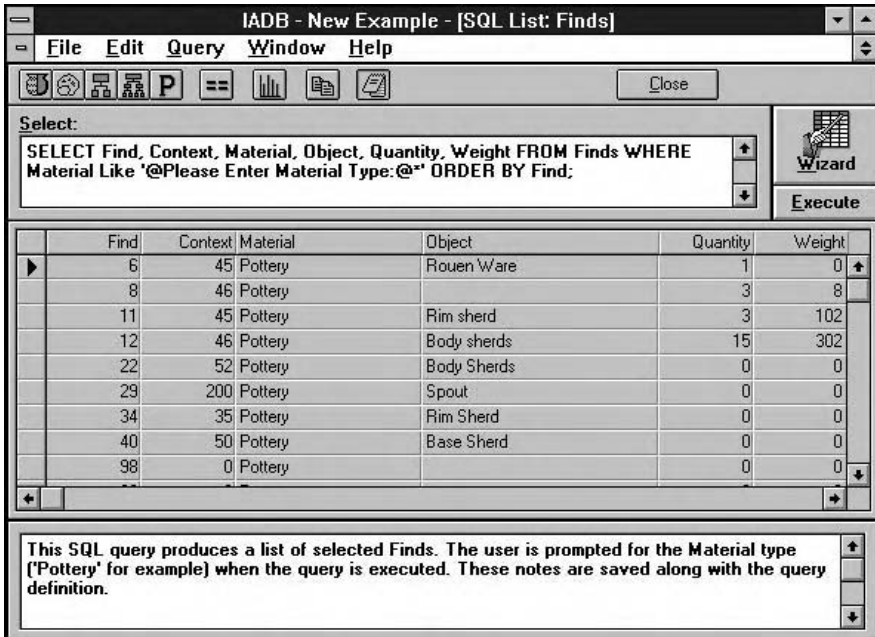 IADB - New Example - [SQL List: Finds]
File Edit Query Window Help
P == Close
Select:
SELECT Find, Context, Material, Object, Quantity, Weight FROM Finds WHERE
Material Like '@Please Enter Material Type:@*' ORDER BY Find;
Wizard
Execute
Find Context Material Object Quantity Weight
6 45 Pottery Rouen Ware 1 0
8 46 Pottery 3 8
11 45 Pottery Rim sherd 3 102
12 46 Pottery Body sherds 15 302
22 52 Pottery Body Sherds 0 0
29 200 Pottery Spout 0 0
34 35 Pottery Rim Sherd 0 0
40 50 Pottery Base Sherd 0 0
98 0 Pottery 0 0
This SQL query produces a list of selected Finds. The user is prompted for the Material type
('Pottery' for example) when the query is executed. These notes are saved along with the query
definition.